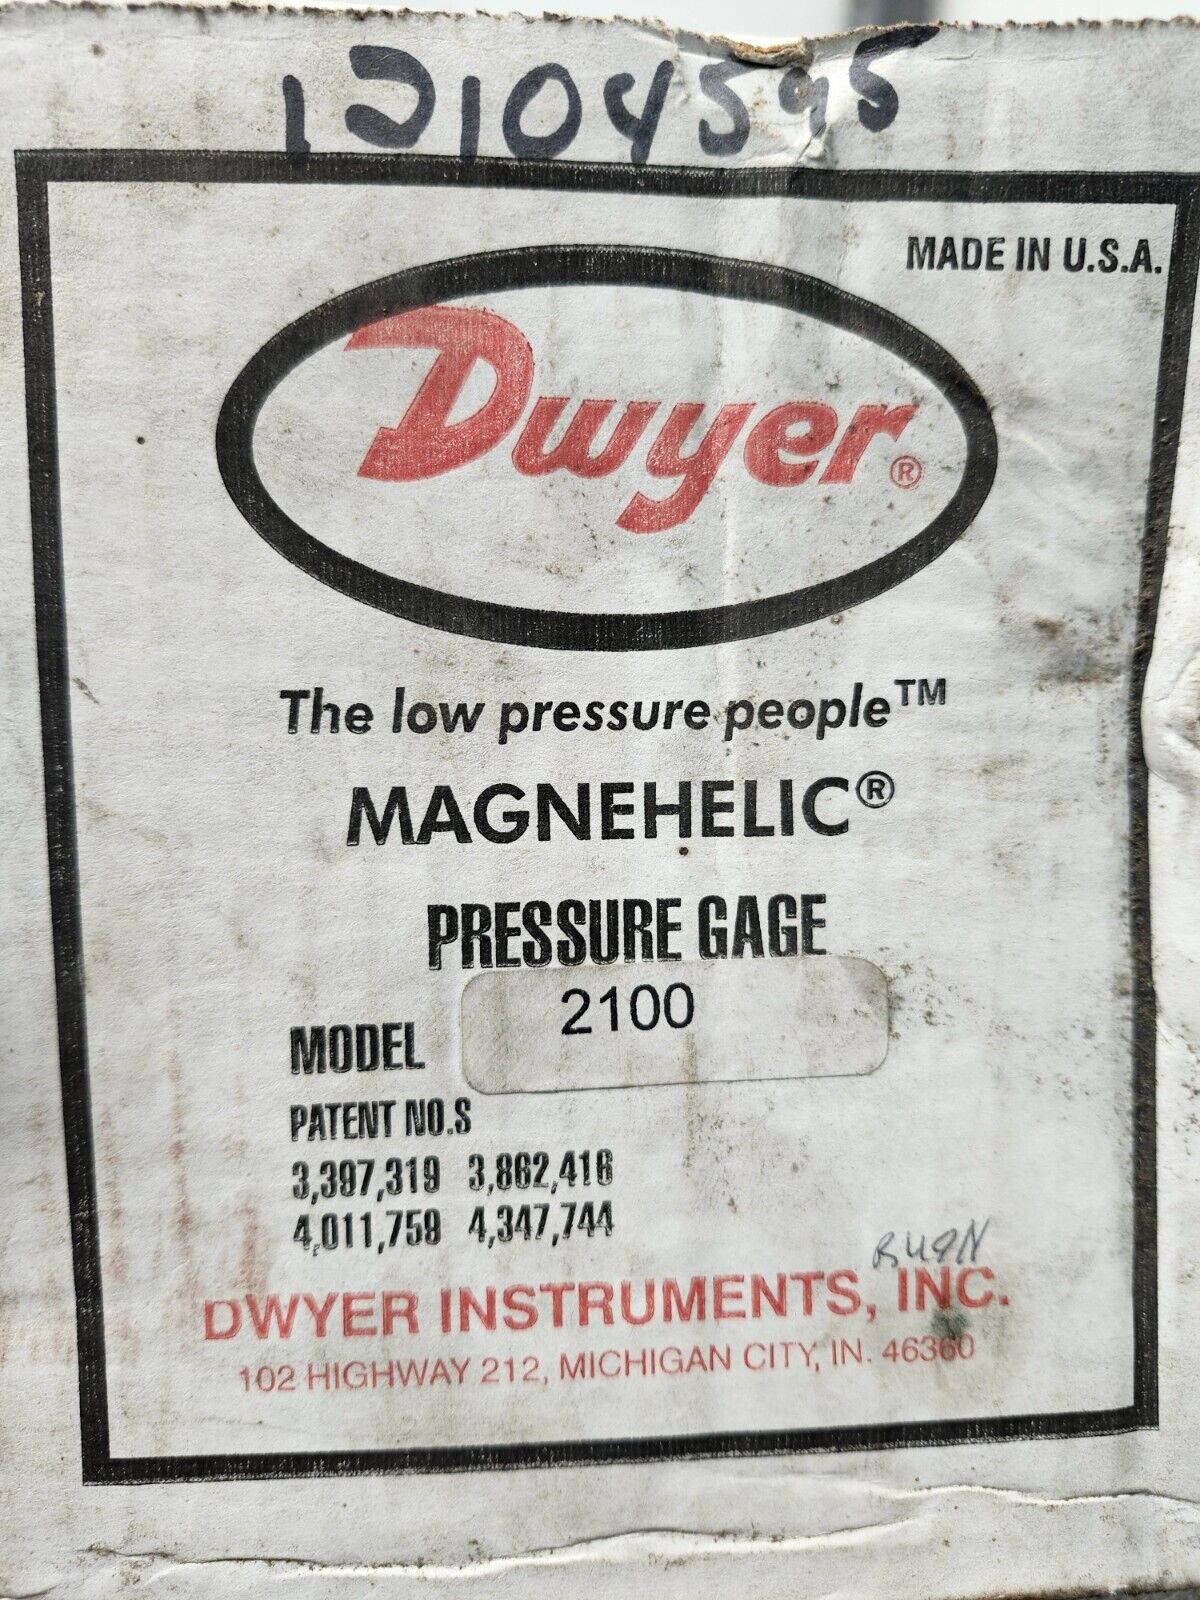 12104595
MADE IN U.S.A.
Dwyer®
The low pressure people™
MAGNEHELIC®
PRESSURE GAGE
MODEL 2100
PATENT NO.S
3,397,319 3,862,416
4,011,759 4,347,744
DWYER INSTRUMENTS, INC.
102 HIGHWAY 212, MICHIGAN CITY, IN. 46360